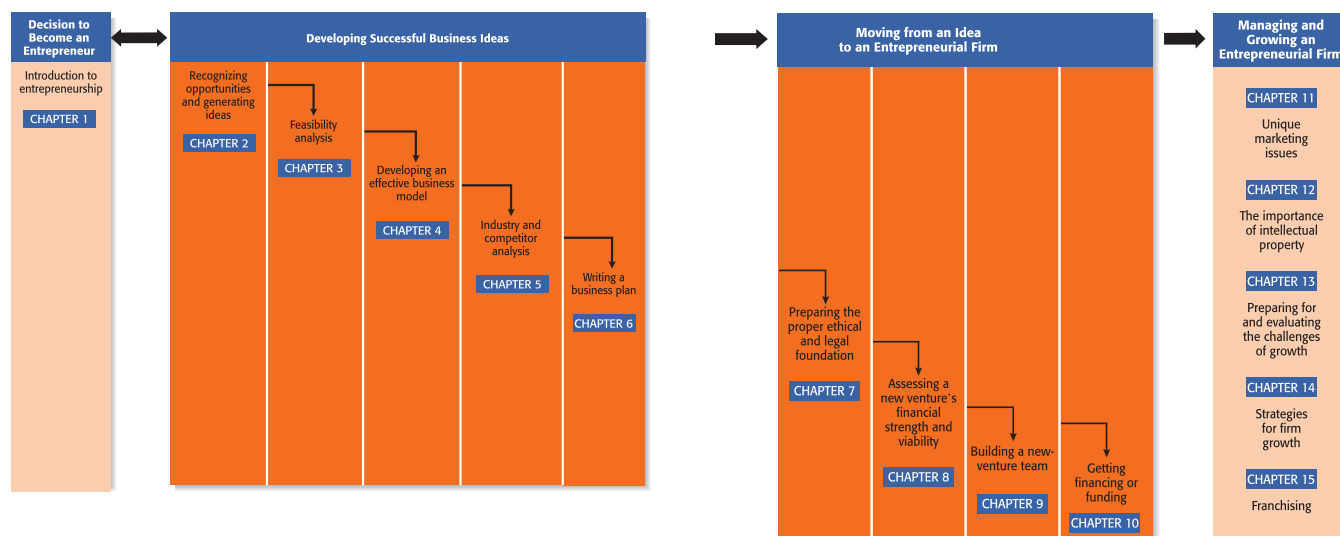 Decision to
Become an
Entrepreneur
Introduction to
entrepreneurship
CHAPTER 1
Developing Successful Business Ideas
Recognizing
opportunities
and generating
ideas
CHAPTER 2
Feasibility
analysis
CHAPTER 3
Developing an
effective business
model
CHAPTER 4
Industry and
competitor
analysis
CHAPTER 5
Writing a
business plan
CHAPTER 6
Moving from an Idea
to an Entrepreneurial Firm
Preparing the
proper ethical
and legal
foundation
CHAPTER 7
Assessing a
new venture's
financial
strength and
viability
CHAPTER 8
Building a new-
venture team
CHAPTER 9
Getting
financing or
funding
CHAPTER 10
Managing and
Growing an
Entrepreneurial Firm
CHAPTER 11
Unique
marketing
issues
CHAPTER 12
The importance
of intellectual
property
CHAPTER 13
Preparing for
and evaluating
the challenges
of growth
CHAPTER 14
Strategies
for firm
growth
CHAPTER 15
Franchising